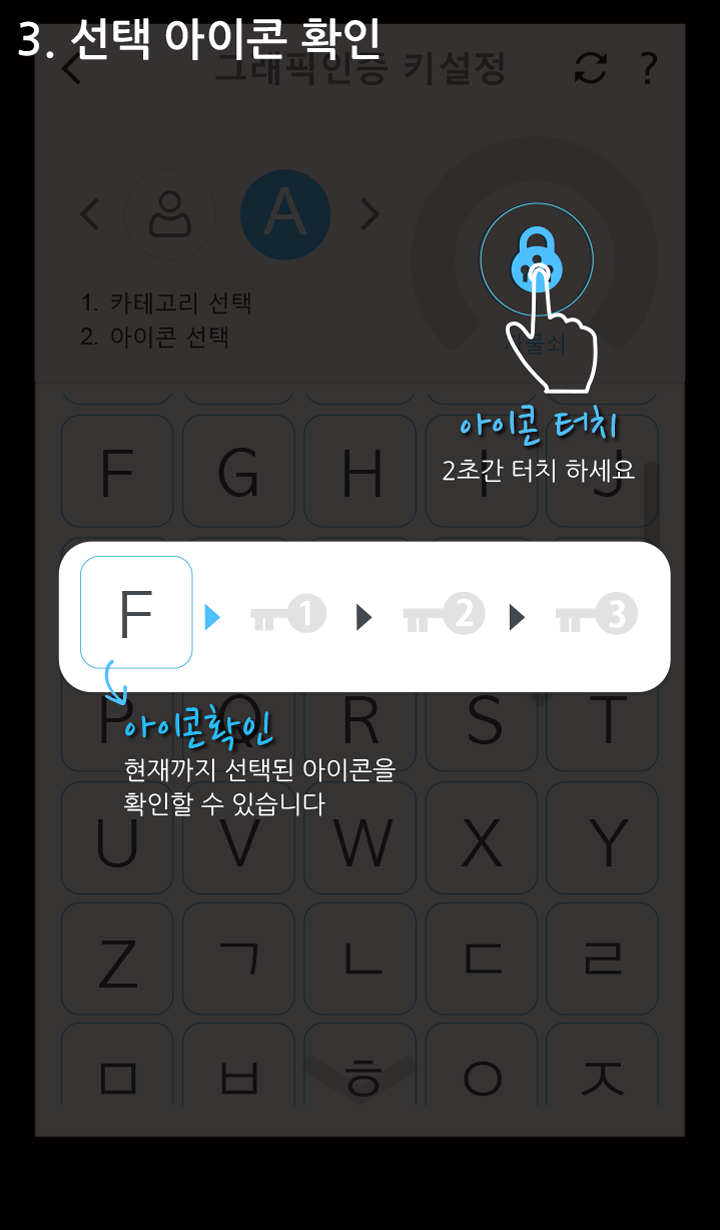 3. 선택 아이콘 확인
그래픽인증 키설정
?
A
1. 카테고리 선택
2. 아이콘 선택
자물쇠
아이콘 터치
2초간 터치 하세요
F G H I J
F 1 2 3
P Q R S T
아이콘확인
현재까지 선택된 아이콘을
확인할 수 있습니다
U V W X Y
Z ㄱ ㄴ ㄷ ㄹ
ㅁ ㅂ ㅎ ㅇ ㅈ